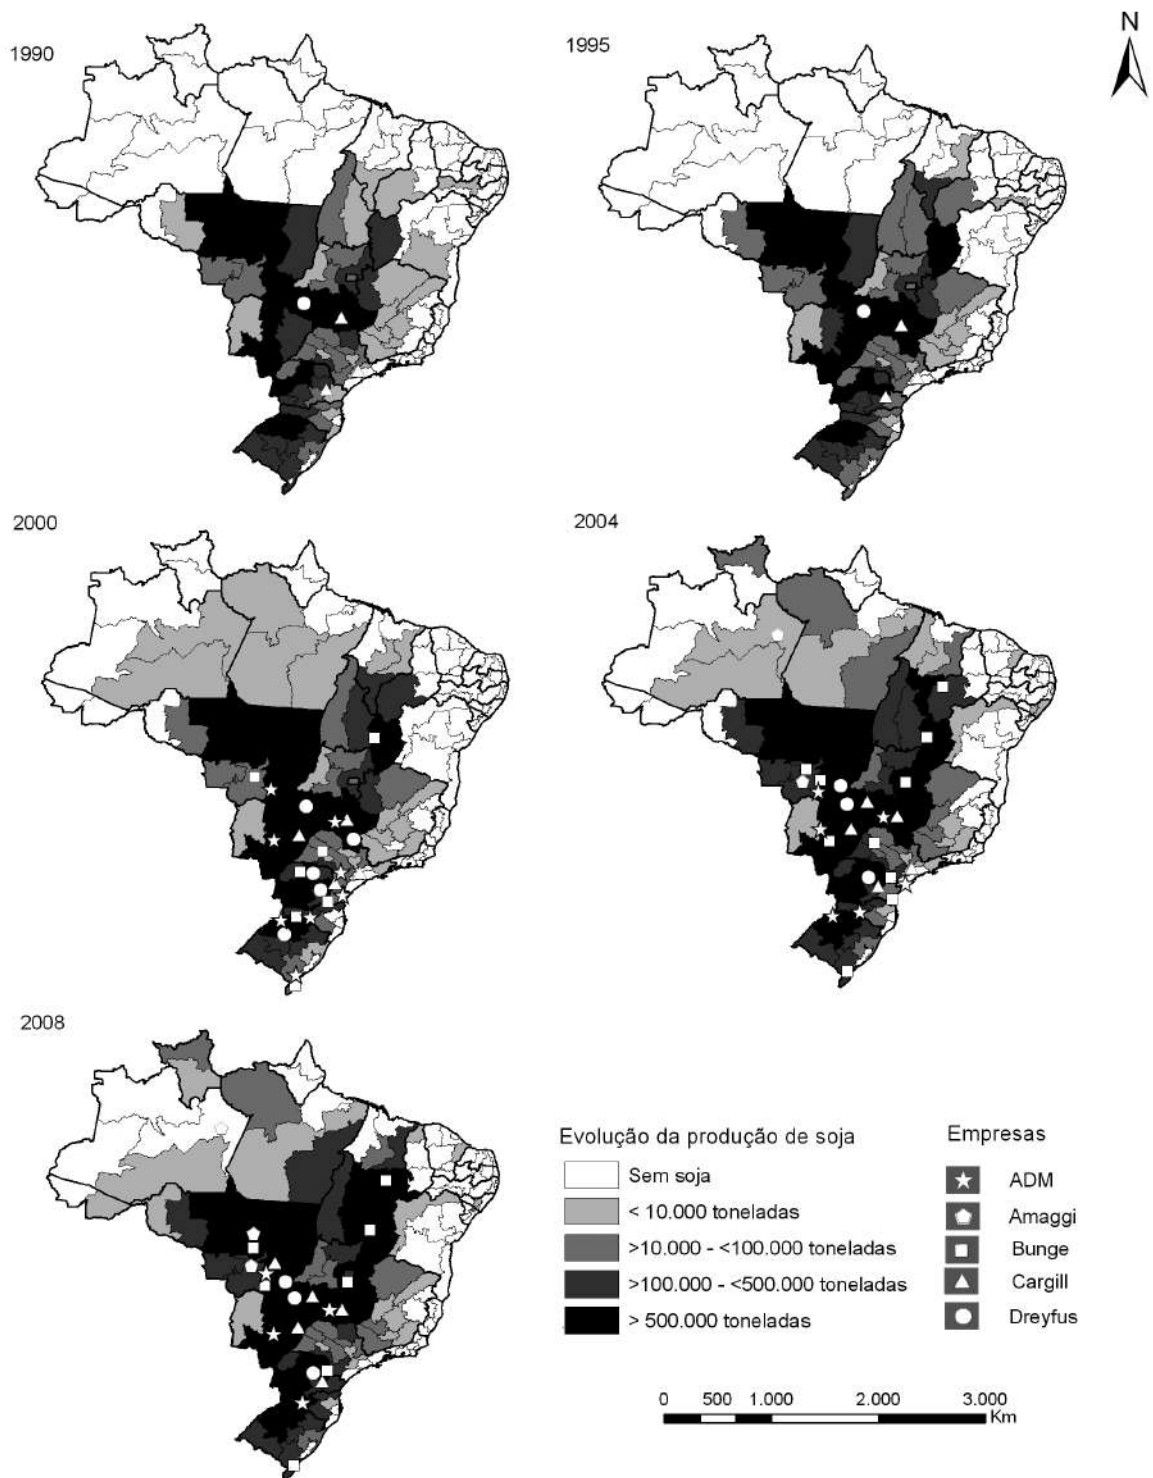 1990
1995
N
2000
2004
2008
Evolução da produção de soja
Sem soja
< 10.000 toneladas
>10.000 - <100.000 toneladas
>100.000 - <500.000 toneladas
> 500.000 toneladas
Empresas
ADM
Amaggi
Bunge
Cargill
Dreyfus
0 500 1.000 2.000 3.000
Km